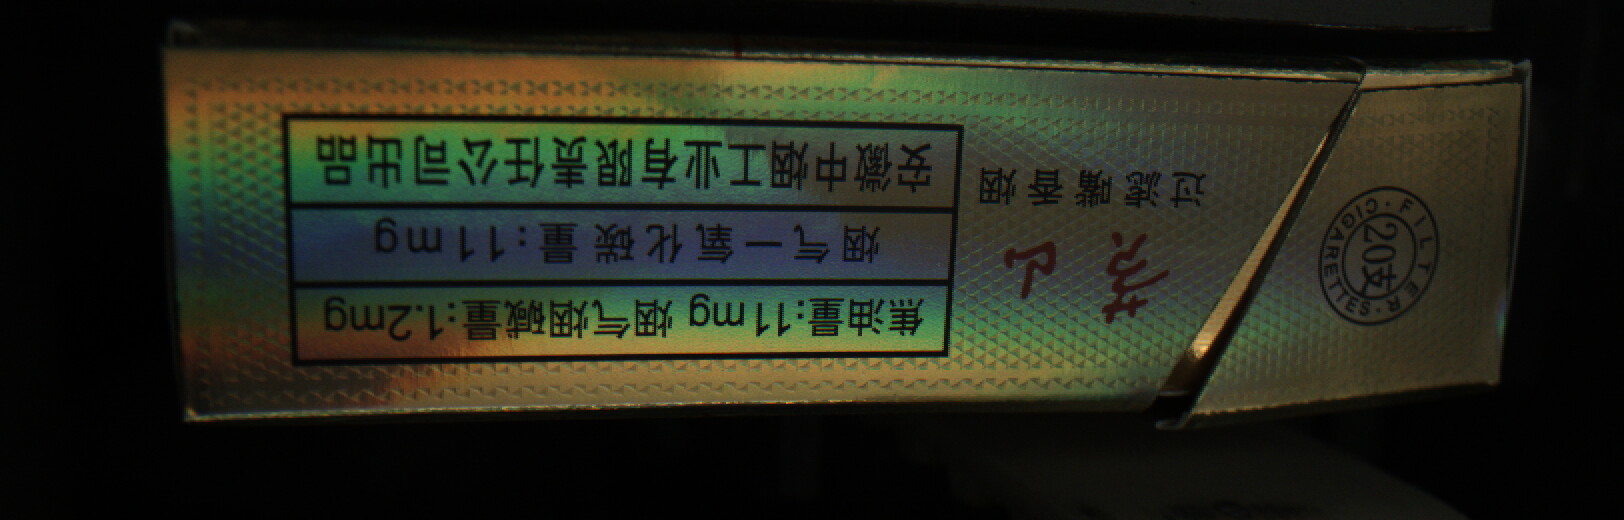 ·FILTER·CIGARETTES
20支
黄山
过滤嘴香烟
焦油量:11mg 烟气烟碱量:1.2mg
烟气一氧化碳量:11mg
安徽中烟工业有限责任公司出品